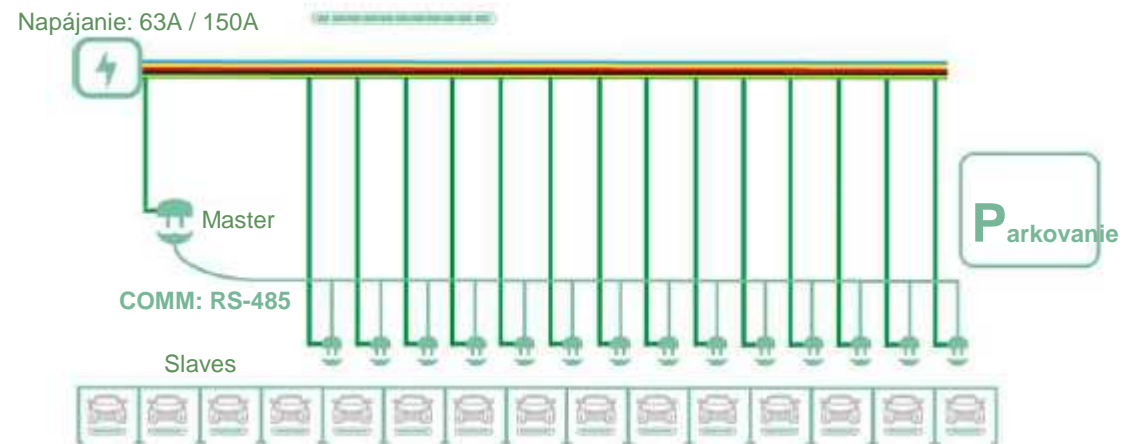 Napájanie: 63A / 150A
Master
Parkovanie
COMM: RS-485
Slaves